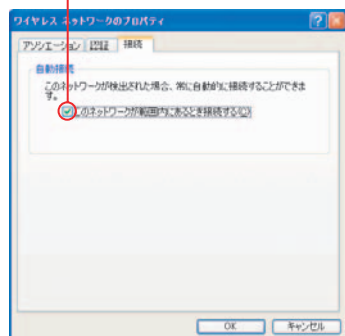 ワイヤレス ネットワークのプロパティ
アソシエーション 認証 接続
自動接続
このネットワークが検出された場合、常に自動的に接続することができま
す。
このネットワークが範囲内にあるとき接続する(C)
OK キャンセル